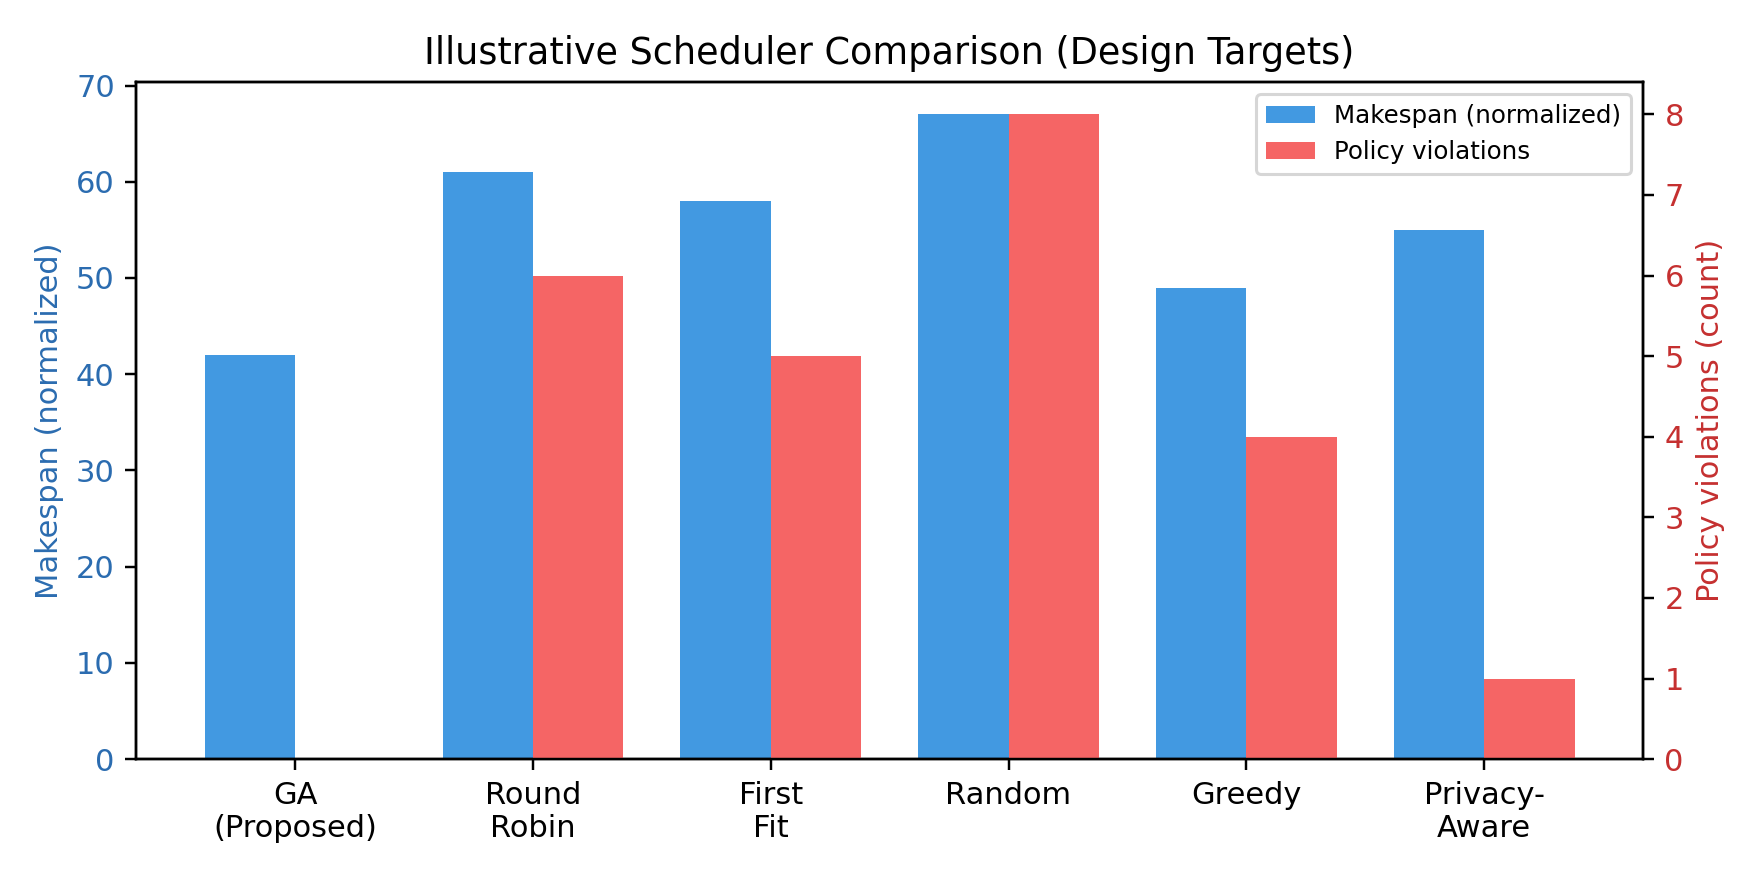 Illustrative Scheduler Comparison (Design Targets)
Makespan (normalized)
Policy violations
Makespan (normalized)
70
60
50
40
30
20
10
0
Policy violations (count)
8
7
6
5
4
3
2
1
0
GA
(Proposed)
Round
Robin
First
Fit
Random
Greedy
Privacy-
Aware